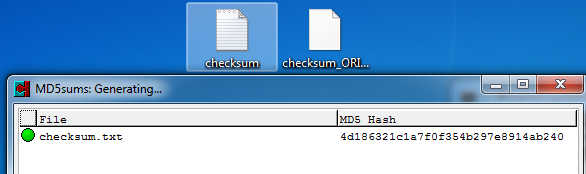 checksum
checksum_ORI...
MD5sums: Generating...
File
MD5 Hash
checksum.txt
4d186321c1a7f0f354b297e8914ab240